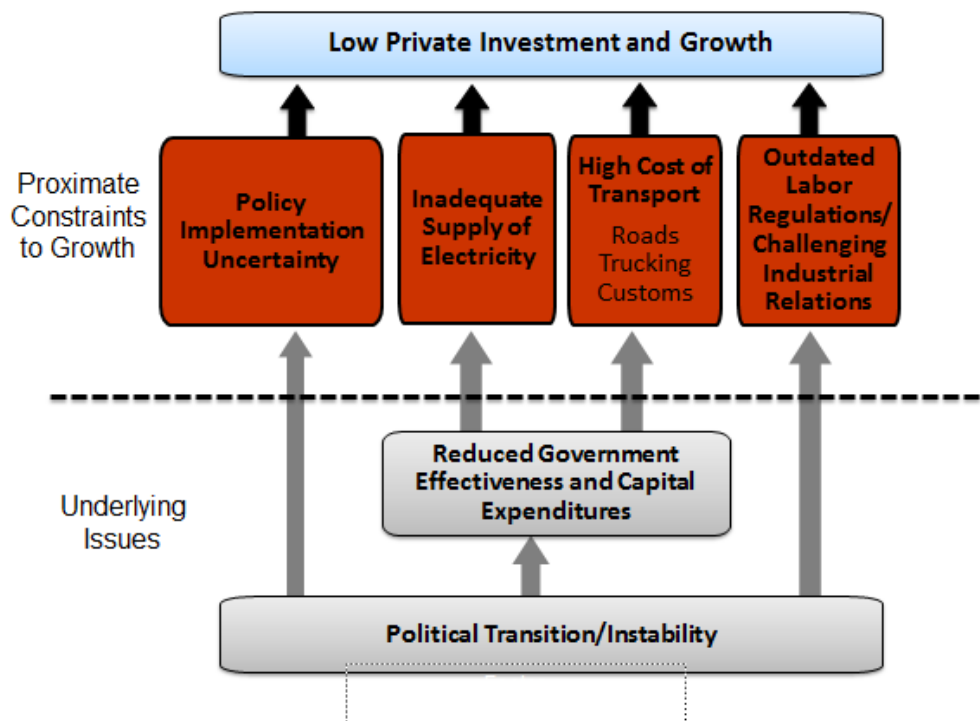 Low Private Investment and Growth
Proximate
Constraints
to Growth
Policy
Implementation
Uncertainty
Inadequate
Supply of
Electricity
High Cost of
Transport
Roads
Trucking
Customs
Outdated
Labor
Regulations/
Challenging
Industrial
Relations
Underlying
Issues
Reduced Government
Effectiveness and Capital
Expenditures
Political Transition/Instability